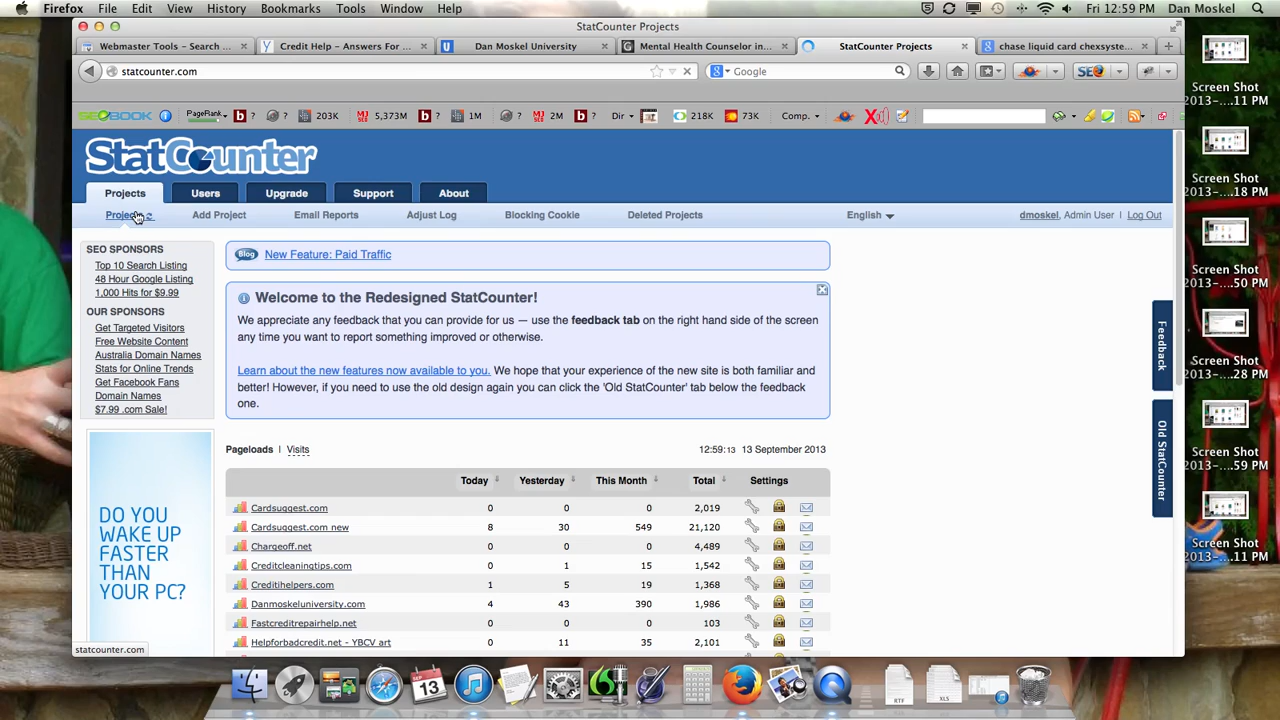 Firefox File Edit View History Bookmarks Tools Window Help Fri 12:59 PM Dan Moskel
StatCounter Projects
Webmaster Tools - Search ... Credit Help - Answers For ... Dan Moskel University Mental Health Counselor in... StatCounter Projects chase liquid card chexsyste...
statcounter.com Google
SEOBOOK PageRank ? ? 203K 5,373M ? 1M ? 2M ? Dir 218K 73K Comp.
StatCounter
Projects Users Upgrade Support About
Projects Add Project Email Reports Adjust Log Blocking Cookie Deleted Projects English dmoskel, Admin User | Log Out
SEO SPONSORS
Top 10 Search Listing
48 Hour Google Listing
1,000 Hits for $9.99
OUR SPONSORS
Get Targeted Visitors
Free Website Content
Australia Domain Names
Stats for Online Trends
Get Facebook Fans
Domain Names
$7.99 .com Sale!
DO YOU
WAKE UP
FASTER
THAN
YOUR PC?
Blog New Feature: Paid Traffic
Welcome to the Redesigned StatCounter!
We appreciate any feedback that you can provide for us — use the feedback tab on the right hand side of the screen
any time you want to report something improved or otherwise.
Learn about the new features now available to you. We hope that your experience of the new site is both familiar and
better! However, if you need to use the old design again you can click the 'Old StatCounter' tab below the feedback
one.
Pageloads | Visits 12:59:13 13 September 2013
Today Yesterday This Month Total Settings
Cardsuggest.com 0 0 0 2,019
Cardsuggest.com new 8 30 549 21,120
Chargeoff.net 0 0 0 4,489
Creditcleaningtips.com 0 1 15 1,542
Creditihelpers.com 1 5 19 1,368
Danmoskeluniversity.com 4 43 390 1,986
Fastcreditrepairhelp.net 0 0 0 103
Helpforbadcredit.net - YBCV art 0 11 35 2,101
statcounter.com
Feedback
Old StatCounter
Screen Shot
2013-...11 PM
Screen Shot
2013-...18 PM
Screen Shot
2013-...50 PM
Screen Shot
2013-....28 PM
Screen Shot
2013-...59 PM
Screen Shot
2013-...11 PM
SEP
13
RTF
XLS